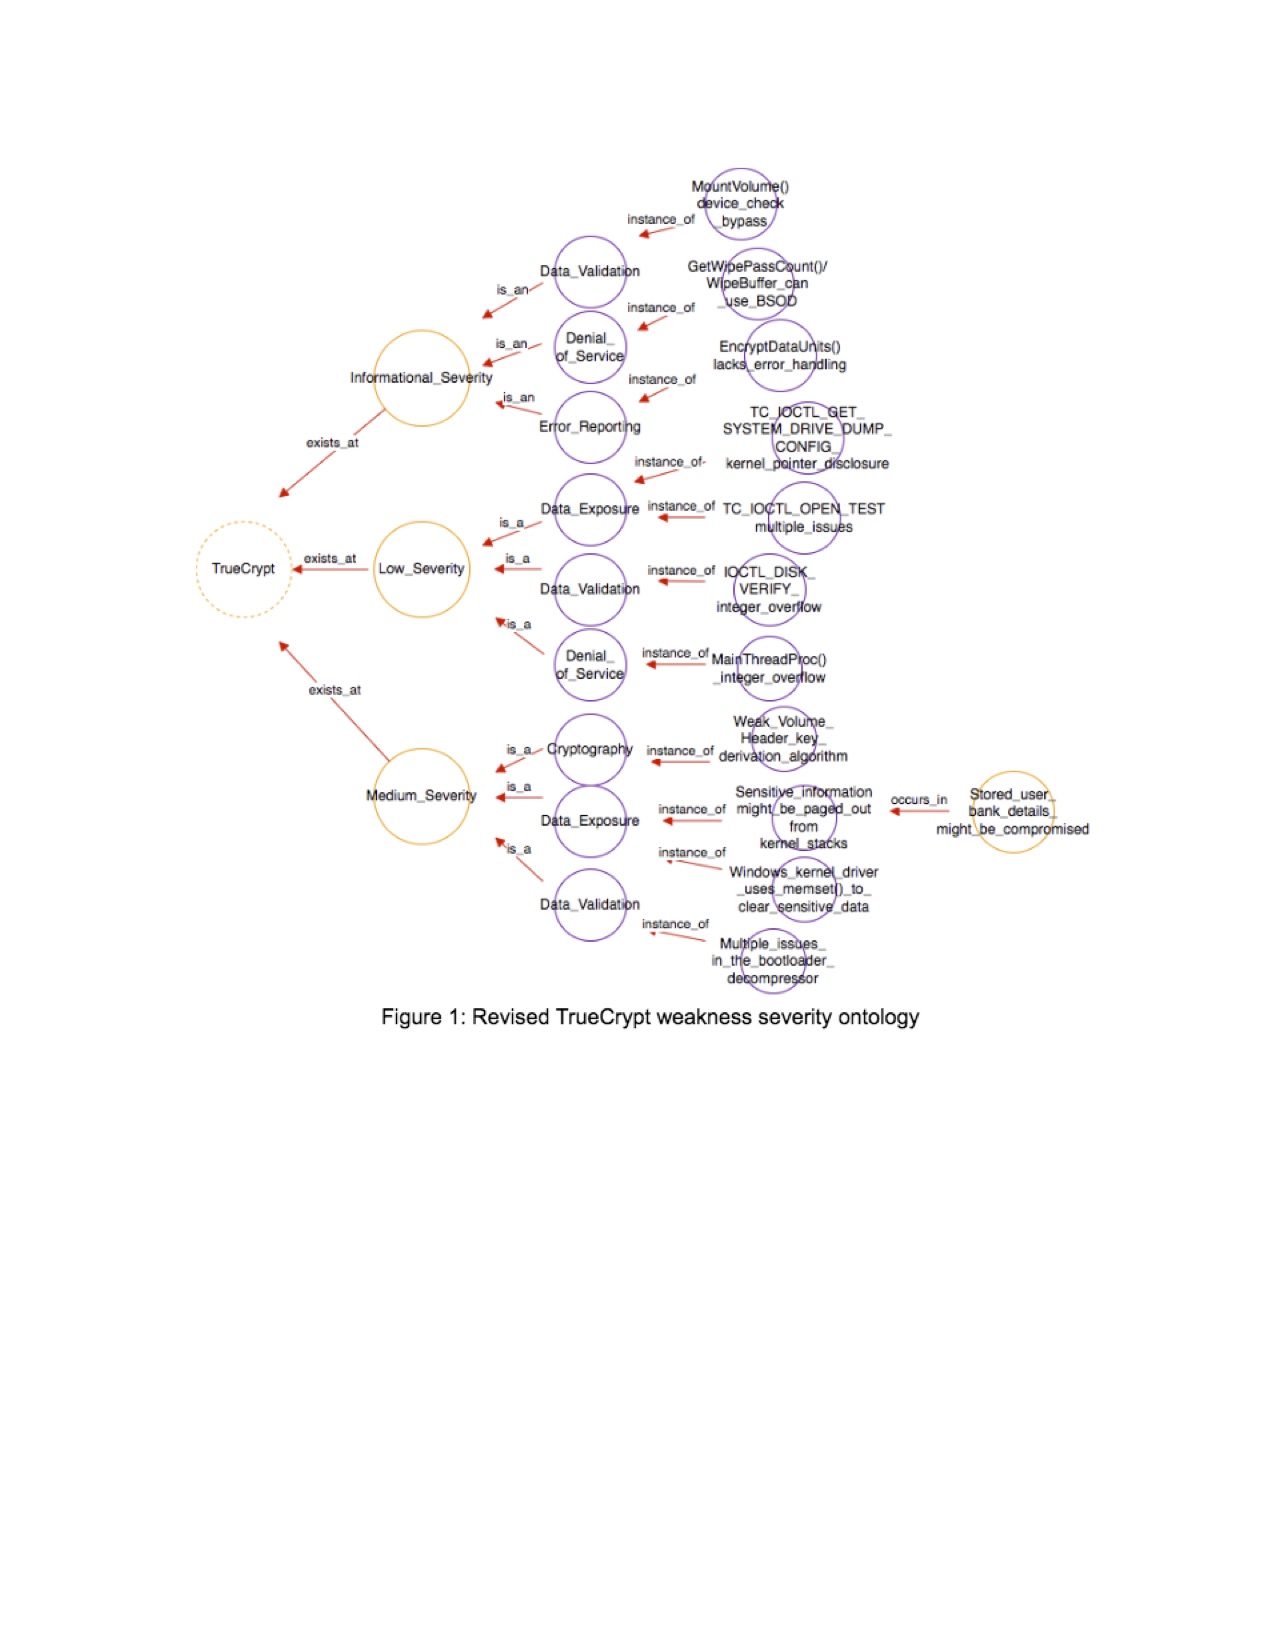 MountVolume()
device_check
_bypass
instance_of
Data_Validation
is_an
GetWipePassCount()/
WipeBuffer_can
_use_BSOD
instance_of
Denial_
of_Service
is_an
EncryptDataUnits()
lacks_error_handling
instance_of
Error_Reporting
is_an
Informational_Severity
exists_at
TC_IOCTL_GET_
SYSTEM_DRIVE_DUMP_
CONFIG_
kernel_pointer_disclosure
instance_of
Data_Exposure
is_a
instance_of
TC_IOCTL_OPEN_TEST
multiple_issues
TrueCrypt
exists_at
Low_Severity
is_a
Data_Validation
instance_of
IOCTL_DISK_
VERIFY_
integer_overflow
is_a
Denial_
of_Service
instance_of
MainThreadProc()
_integer_overflow
exists_at
Medium_Severity
is_a
Cryptography
instance_of
Weak_Volume_
Header_key_
derivation_algorithm
is_a
Data_Exposure
instance_of
Sensitive_information
might_be_paged_out
from
kernel_stacks
occurs_in
Stored_user_
bank_details_
might_be_compromised
instance_of
Windows_kernel_driver
_uses_memset()_to_
clear_sensitive_data
is_a
Data_Validation
instance_of
Multiple_issues_
in_the_bootloader_
decompressor
Figure 1: Revised TrueCrypt weakness severity ontology